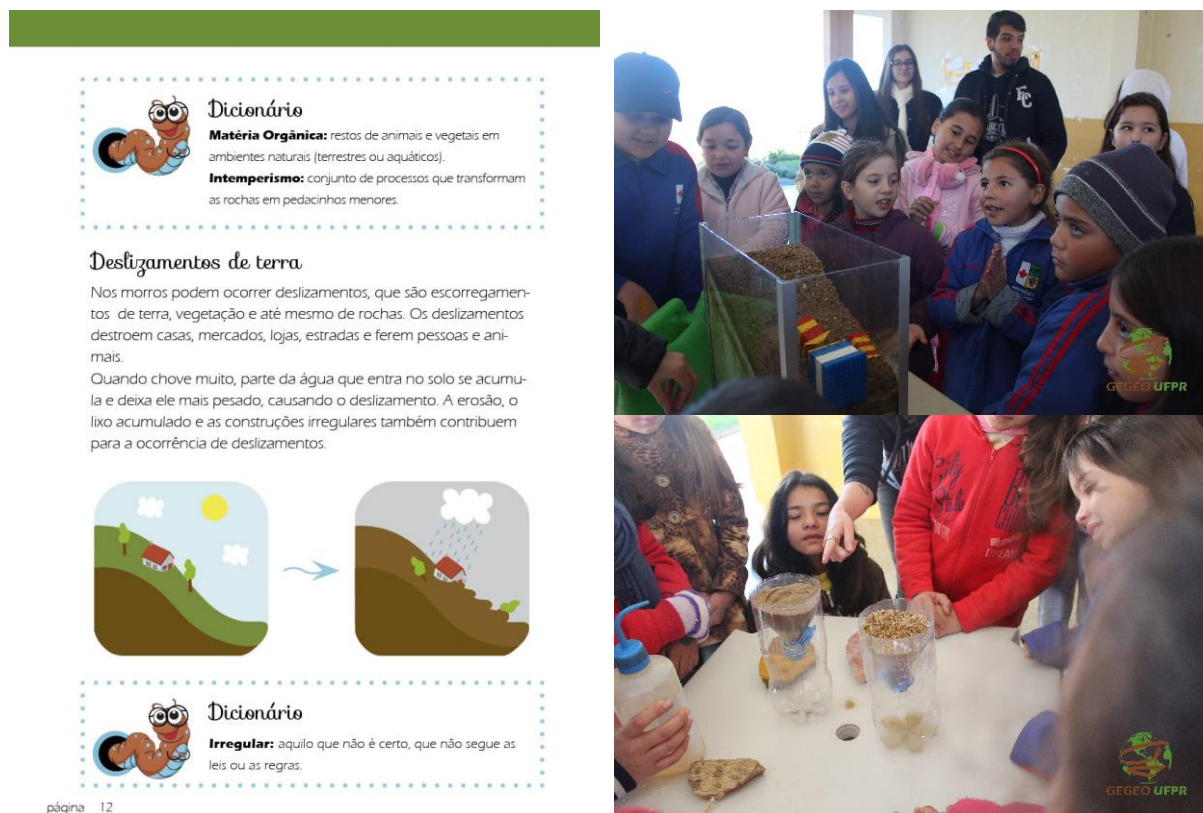 Dicionário
Matéria Orgânica: restos de animais e vegetais em
ambientes naturais (terrestres ou aquáticos).
Intemperismo: conjunto de processos que transformam
as rochas em pedacinhos menores.
Deslizamentos de terra
Nos morros podem ocorrer deslizamentos, que são escorregamen-
tos de terra, vegetação e até mesmo de rochas. Os deslizamentos
destroem casas, mercados, lojas, estradas e ferem pessoas e ani-
mais.
Quando chove muito, parte da água que entra no solo se acumu-
la e deixa ele mais pesado, causando o deslizamento. A erosão, o
lixo acumulado e as construções irregulares também contribuem
para a ocorrência de deslizamentos.
Dicionário
Irregular: aquilo que não é certo, que não segue as
leis ou as regras.
página 12
GEGEO UFPR
City
GEGEO UFPR